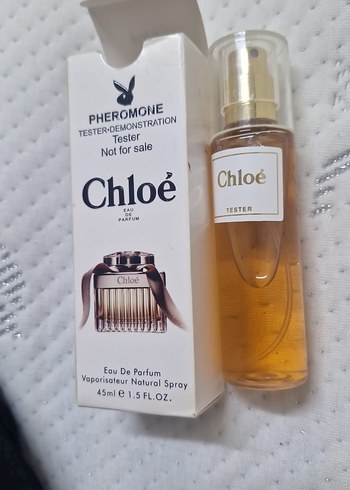 PHEROMONE
TESTER•DEMONSTRATION
Tester
Not for sale
Chloé
EAU
DE
PARFUM
Chloé
Eau De Parfum
Vaporisateur Natural Spray
45ml e 1.5 FL.OZ.
Chloé
TESTER